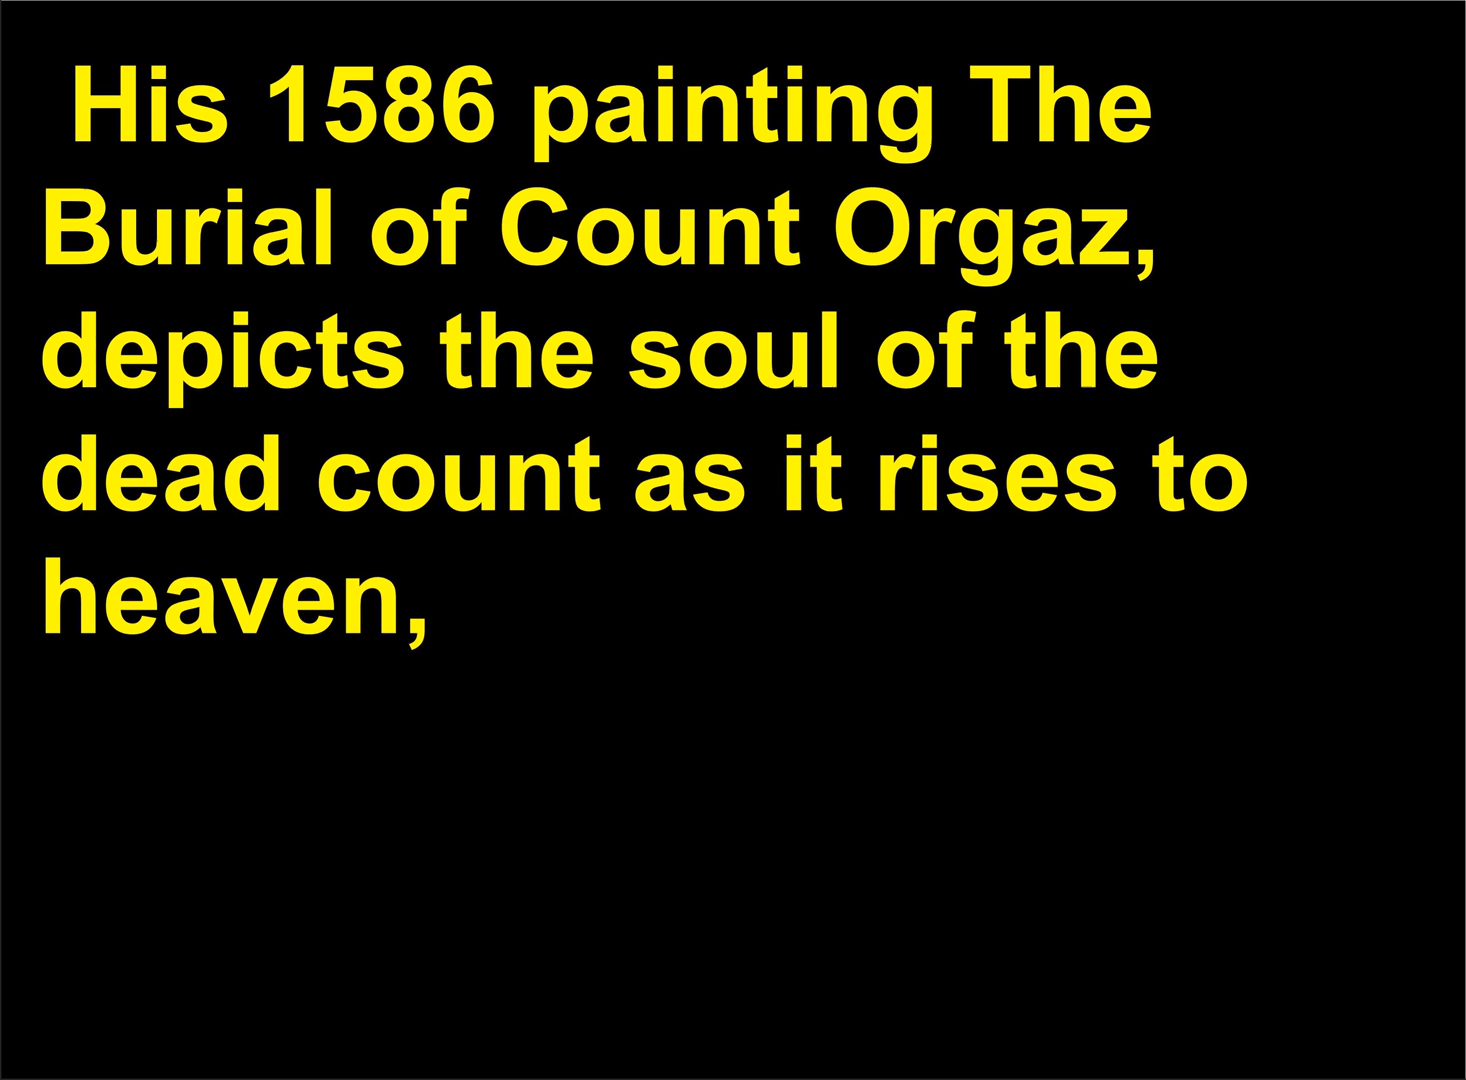 His 1586 painting The
Burial of Count Orgaz,
depicts the soul of the
dead count as it rises to
heaven,